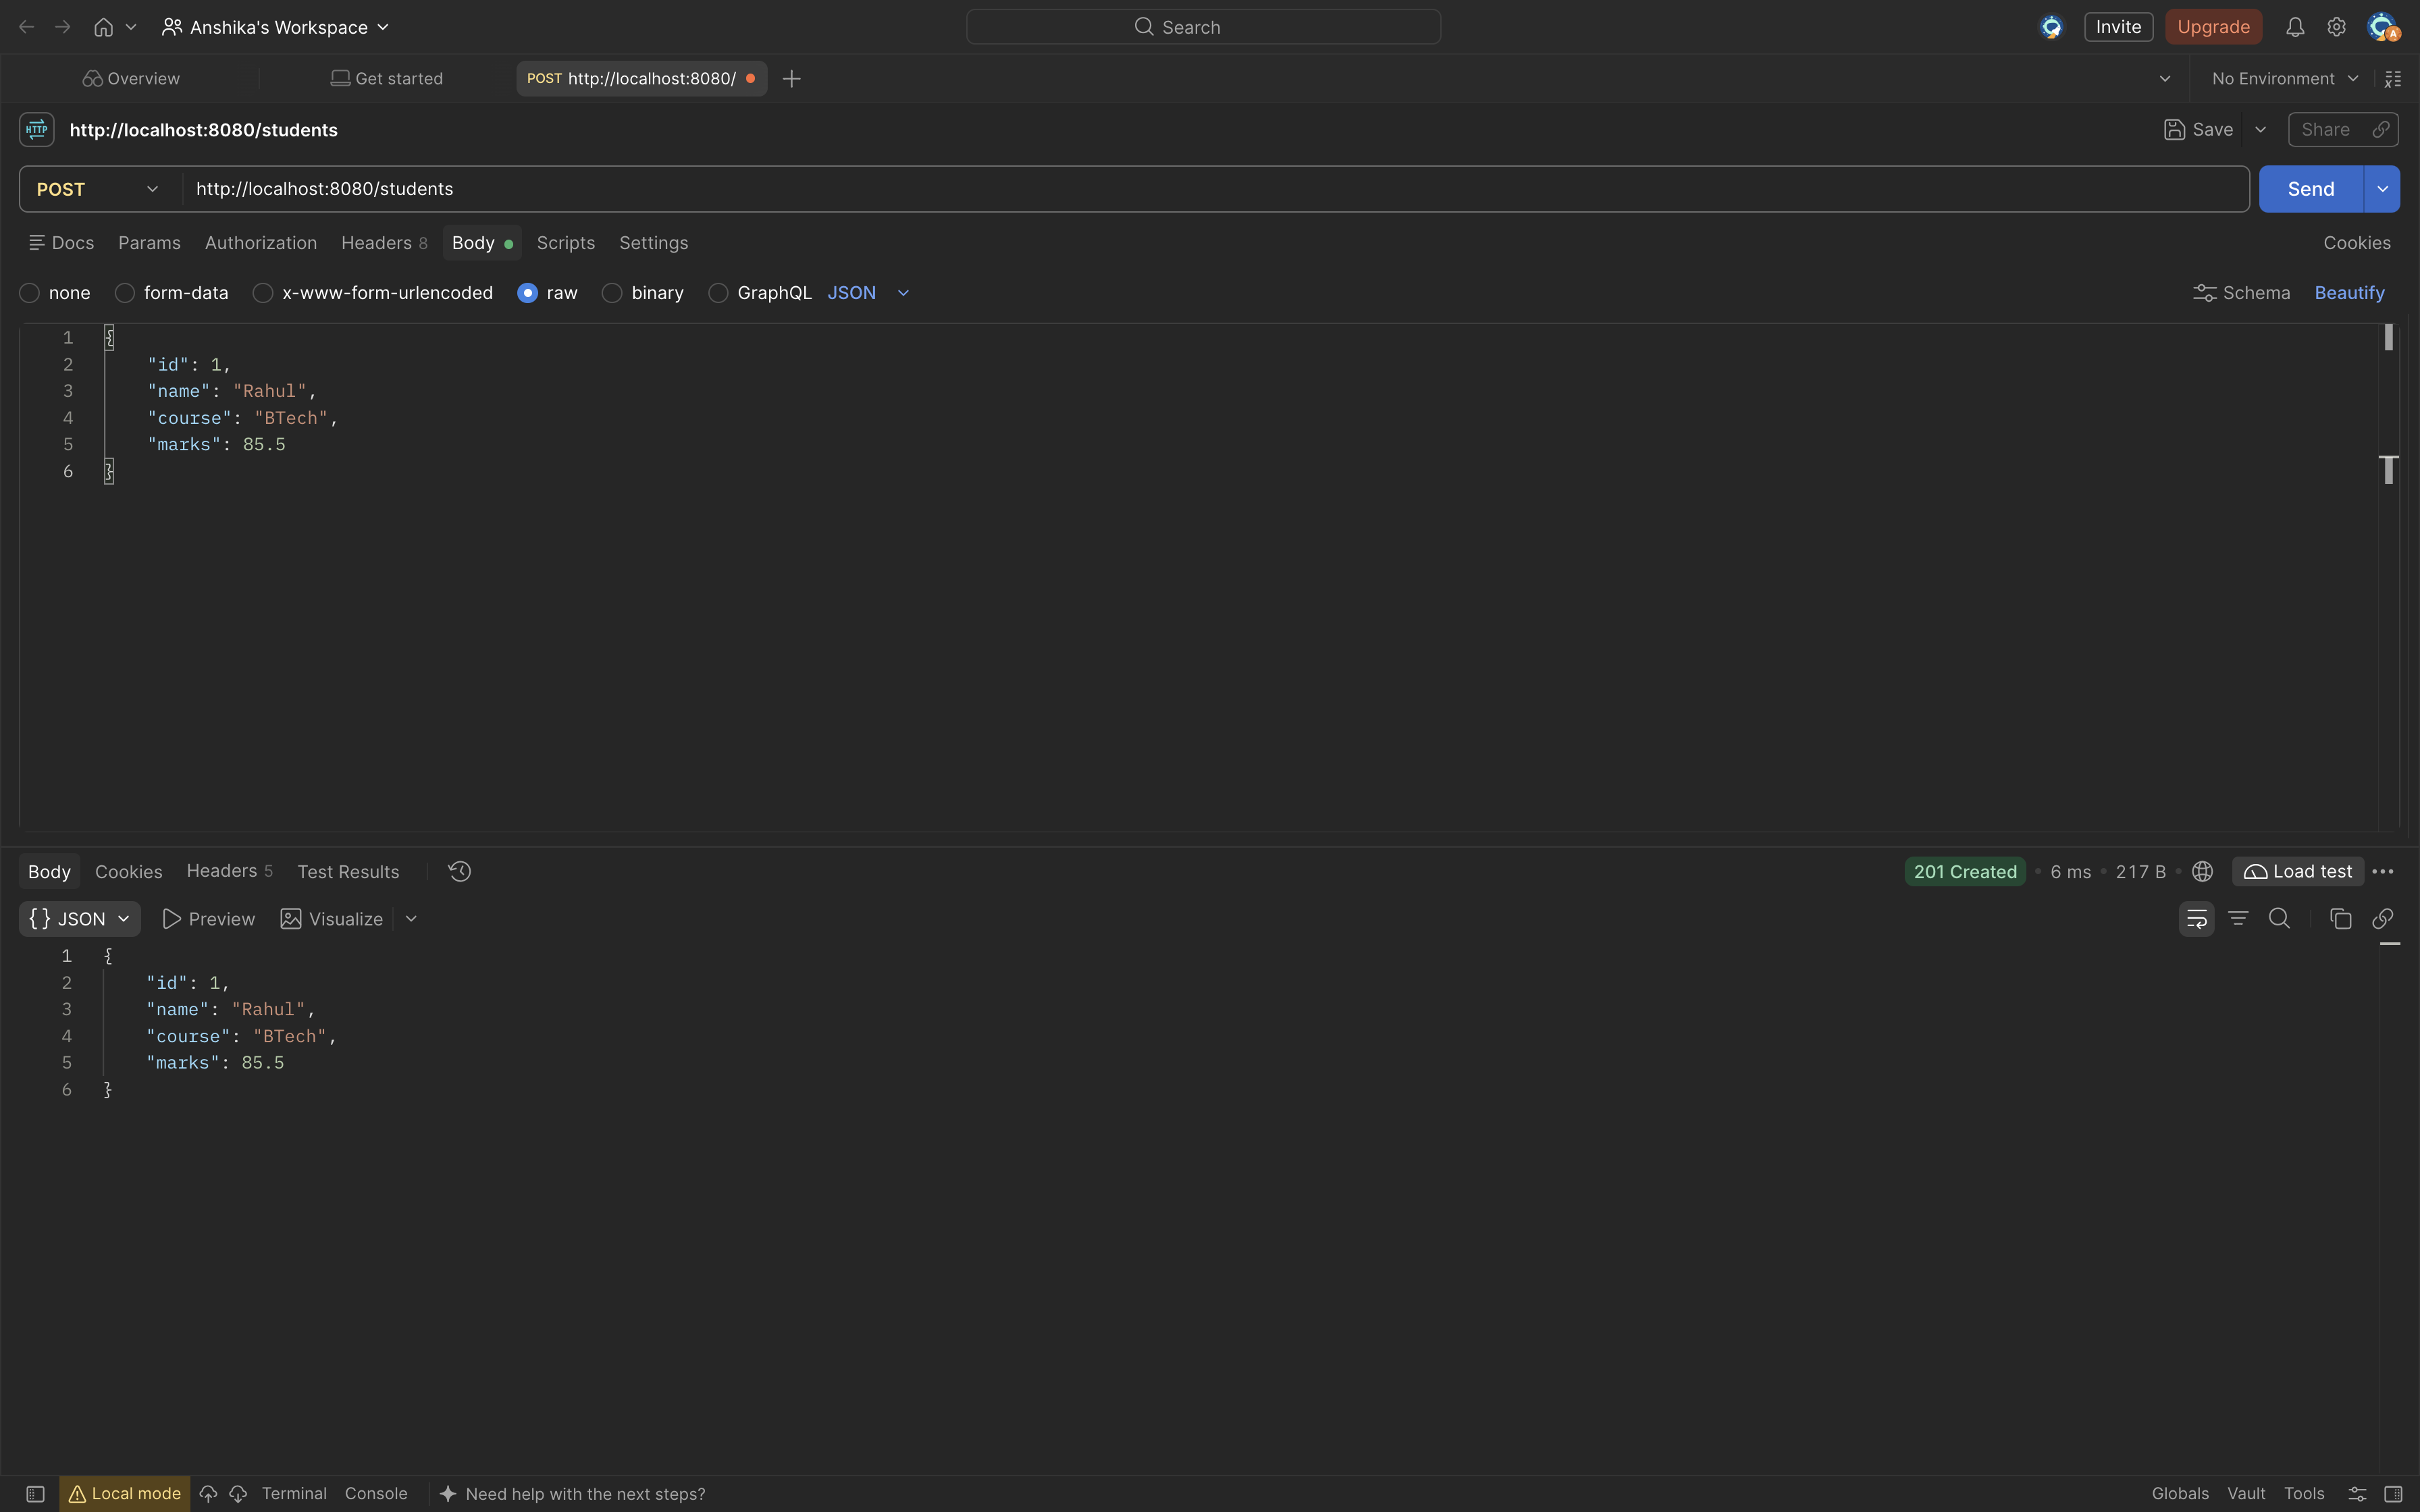 Anshika's Workspace
Search
Invite
Upgrade
A
Overview
Get started
POST http://localhost:8080/
No Environment
HTTP
http://localhost:8080/students
Save
Share
POST
http://localhost:8080/students
Send
Docs
Params
Authorization
Headers 8
Body
Scripts
Settings
Cookies
none
form-data
x-www-form-urlencoded
raw
binary
GraphQL
JSON
Schema
Beautify
1 {
2 "id": 1,
3 "name": "Rahul",
4 "course": "BTech",
5 "marks": 85.5
6 }
Body
Cookies
Headers 5
Test Results
201 Created
6 ms
217 B
Load test
{} JSON
Preview
Visualize
1 {
2 "id": 1,
3 "name": "Rahul",
4 "course": "BTech",
5 "marks": 85.5
6 }
Local mode
Terminal
Console
Need help with the next steps?
Globals
Vault
Tools